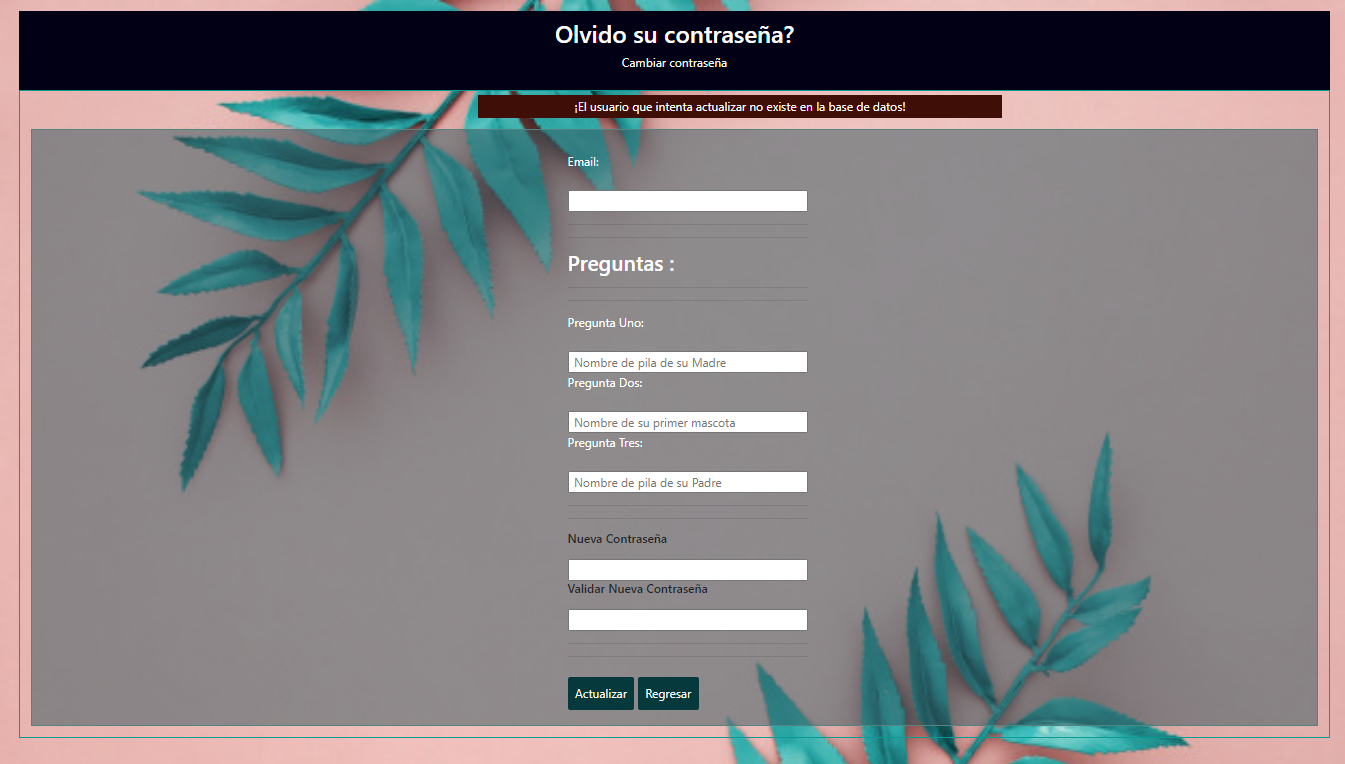 Olvido su contraseña?
Cambiar contraseña
¡El usuario que intenta actualizar no existe en la base de datos!
Email:
Preguntas :
Pregunta Uno:
Nombre de pila de su Madre
Pregunta Dos:
Nombre de su primer mascota
Pregunta Tres:
Nombre de pila de su Padre
Nueva Contraseña
Validar Nueva Contraseña
Actualizar Regresar